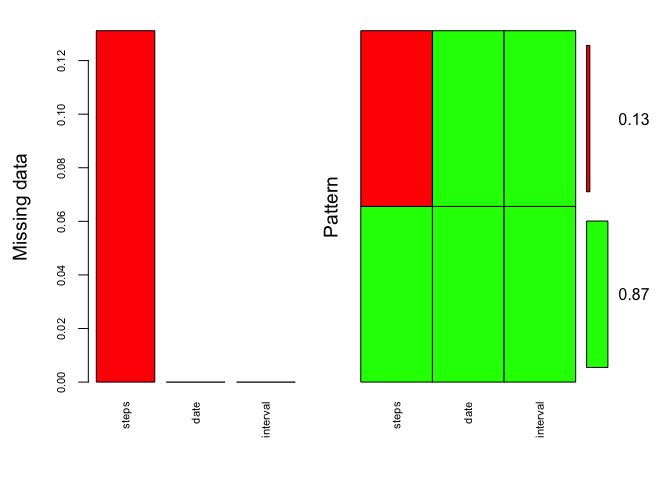 Missing data
0.12
0.10
0.08
0.06
0.04
0.02
0.00
steps
date
interval
Pattern
steps
date
interval
0.13
0.87